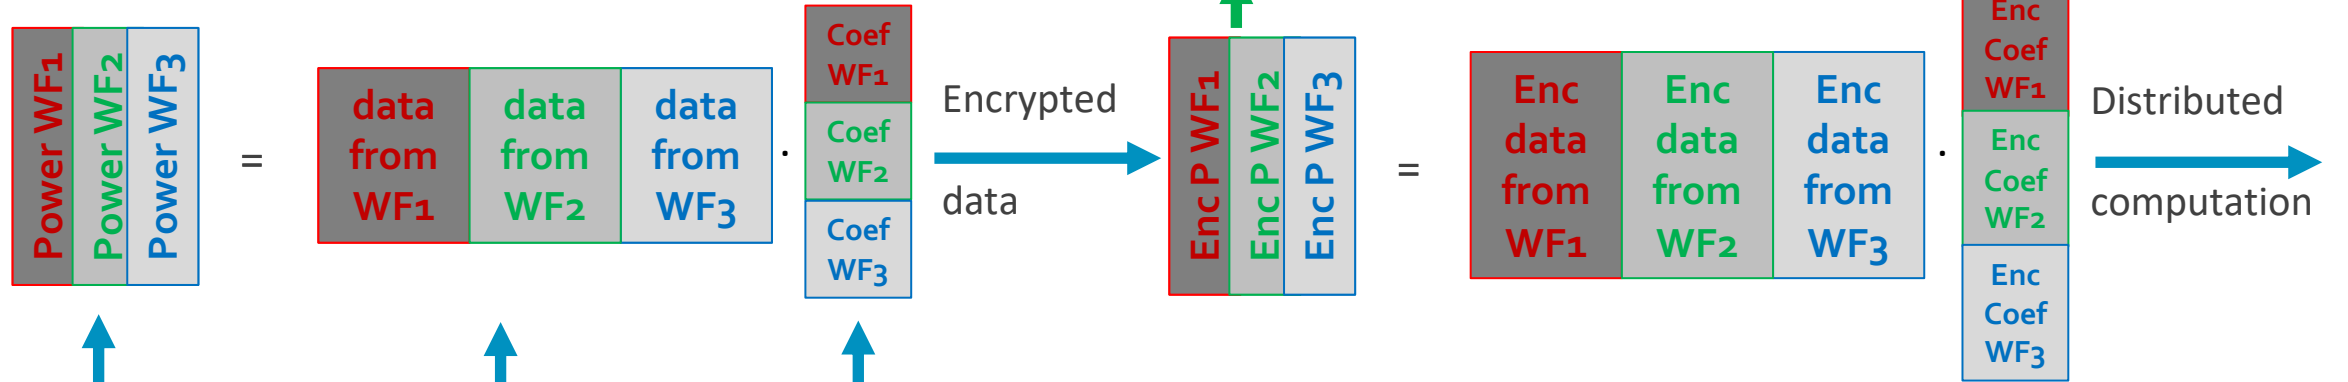 Power WF1
Power WF2
Power WF3
=
data
from
WF1
data
from
WF2
data
from
WF3
·
Coef
WF1
Coef
WF2
Coef
WF3
Encrypted
data
Enc P WF1
Enc P WF2
Enc P WF3
=
Enc
data
from
WF1
Enc
data
from
WF2
Enc
data
from
WF3
·
Enc
Coef
WF1
Enc
Coef
WF2
Enc
Coef
WF3
Distributed
computation